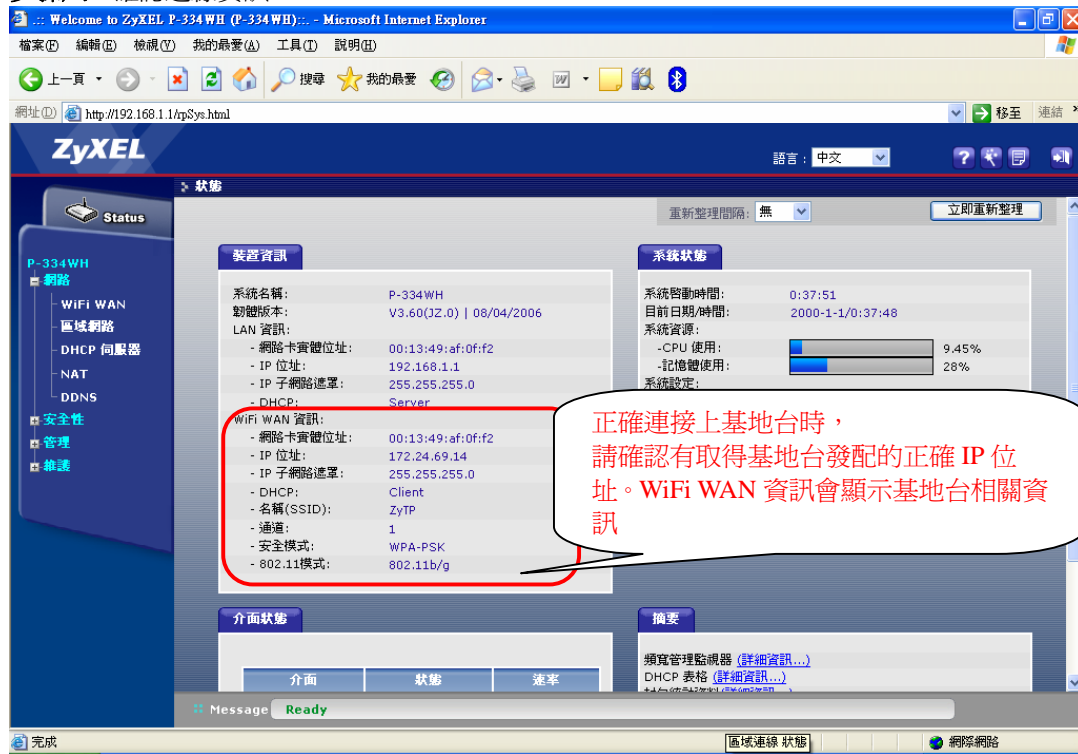 .:: Welcome to ZyXEL P-334WH (P-334WH)::. - Microsoft Internet Explorer
檔案(F) 編輯(E) 檢視(V) 我的最愛(A) 工具(T) 說明(H)
上一頁 搜尋 我的最愛
網址(D) http://192.168.1.1/rpSys.html 移至 連結
ZyXEL
語言： 中文
狀態
Status
重新整理間隔: 無 立即重新整理
P-334WH
網路
WiFi WAN
區域網路
DHCP 伺服器
NAT
DDNS
安全性
管理
維護
裝置資訊
系統名稱: P-334WH
韌體版本: V3.60(JZ.0) | 08/04/2006
LAN 資訊:
- 網路卡實體位址: 00:13:49:af:0f:f2
- IP 位址: 192.168.1.1
- IP 子網路遮罩: 255.255.255.0
- DHCP: Server
WiFi WAN 資訊:
- 網路卡實體位址: 00:13:49:af:0f:f2
- IP 位址: 172.24.69.14
- IP 子網路遮罩: 255.255.255.0
- DHCP: Client
- 名稱(SSID): ZyTP
- 通道: 1
- 安全模式: WPA-PSK
- 802.11模式: 802.11b/g
系統狀態
系統啓動時間: 0:37:51
目前日期/時間: 2000-1-1/0:37:48
系統資源:
-CPU 使用: 9.45%
-記憶體使用: 28%
系統設定:
正確連接上基地台時，
請確認有取得基地台發配的正確 IP 位
址。WiFi WAN 資訊會顯示基地台相關資
訊
介面狀態
介面 狀態 速率
摘要
頻寬管理監視器 (詳細資訊...)
DHCP 表格 (詳細資訊...)
Message Ready
完成 區域連線 狀態 網際網路